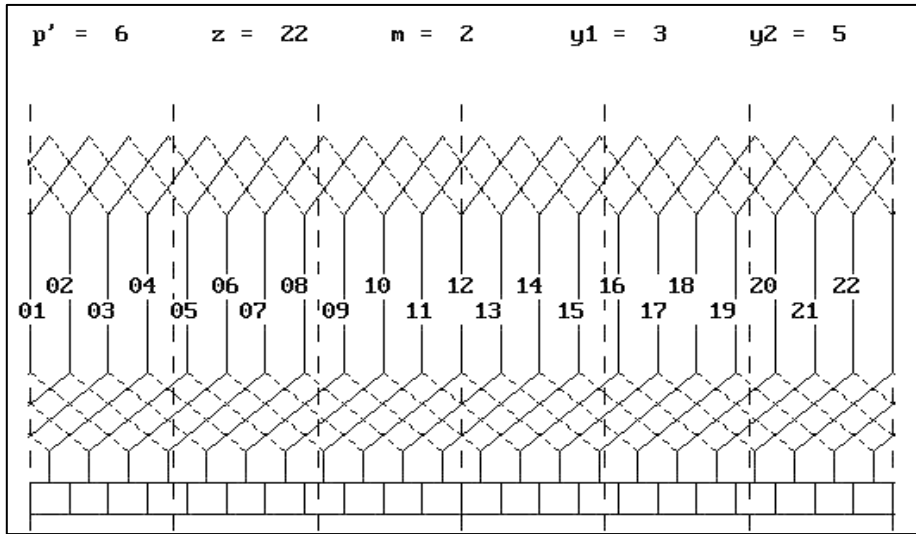 p' = 6 z = 22 m = 2 y1 = 3 y2 = 5
02 04 06 08 10 12 14 16 18 20 22
01 03 05 07 09 11 13 15 17 19 21